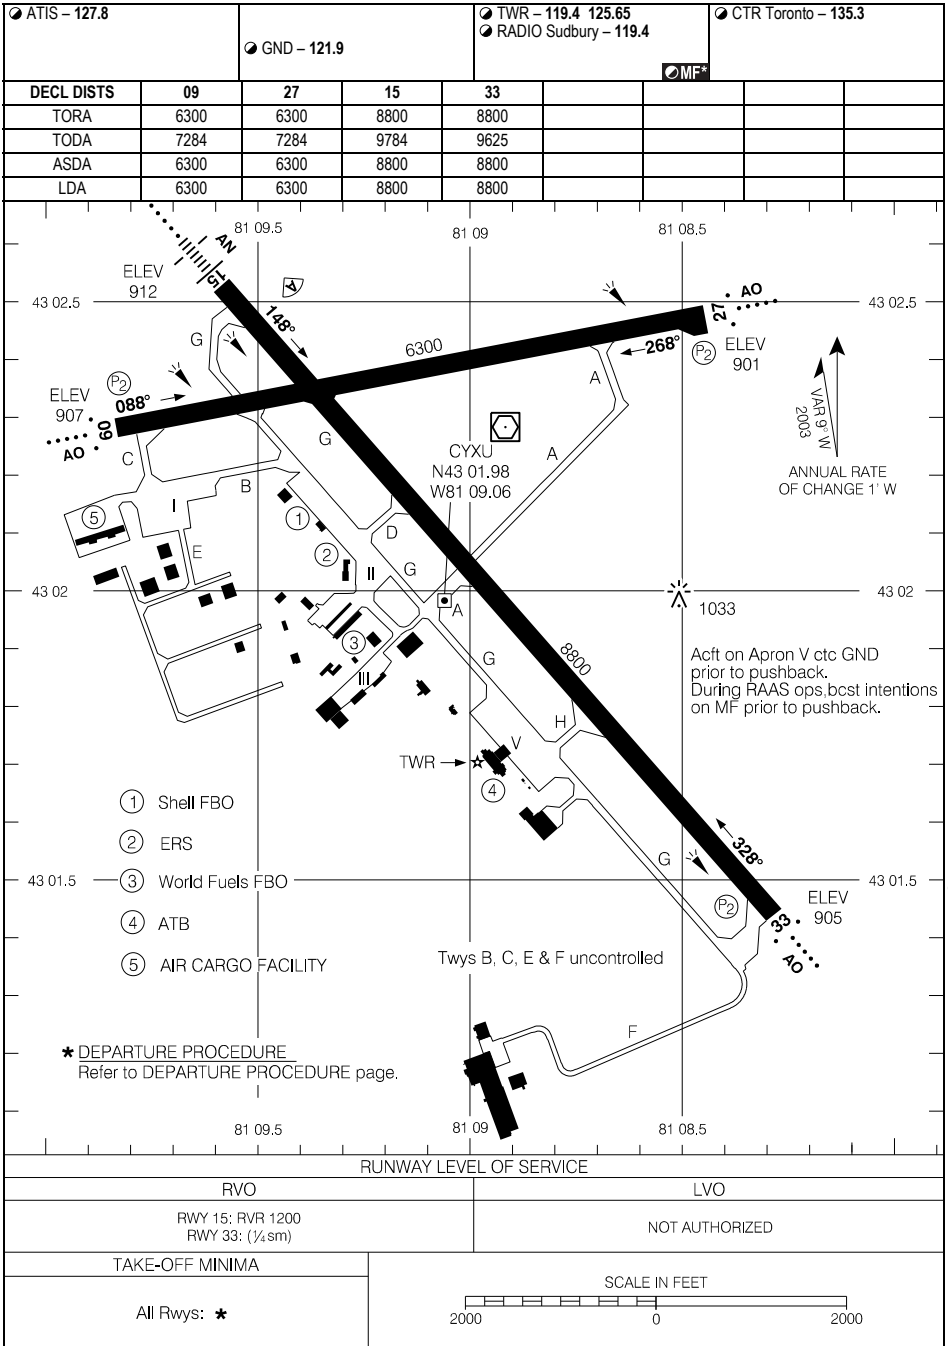 ATIS – 127.8
GND – 121.9
TWR – 119.4 125.65
RADIO Sudbury – 119.4
MF*
CTR Toronto – 135.3
DECL DISTS 09 27 15 33
TORA 6300 6300 8800 8800
TODA 7284 7284 9784 9625
ASDA 6300 6300 8800 8800
LDA 6300 6300 8800 8800
81 09.5 81 09 81 08.5
AN
15
ELEV
912
A
43 02.5
43 02.5
148°
AO
27
G
6300
268°
P2
ELEV
901
P2
088°
ELEV
907
09
AO
A
VAR 9° W
2003
C
G
A
CYXU
N43 01.98
W81 09.06
ANNUAL RATE
OF CHANGE 1' W
B
I
5
1
D
E
2
II
G
43 02
43 02
A
1033
3
8800
G
III
Acft on Apron V ctc GND
prior to pushback.
During RAAS ops,bcst intentions
on MF prior to pushback.
H
V
TWR
4
1 Shell FBO
2 ERS
3 World Fuels FBO
4 ATB
5 AIR CARGO FACILITY
328°
G
43 01.5
43 01.5
P2
ELEV
905
33
AO
Twys B, C, E & F uncontrolled
F
* DEPARTURE PROCEDURE
Refer to DEPARTURE PROCEDURE page.
81 09.5 81 09 81 08.5
RUNWAY LEVEL OF SERVICE
RVO
LVO
RWY 15: RVR 1200
RWY 33: (¼sm)
NOT AUTHORIZED
TAKE-OFF MINIMA
All Rwys: *
SCALE IN FEET
2000 0 2000